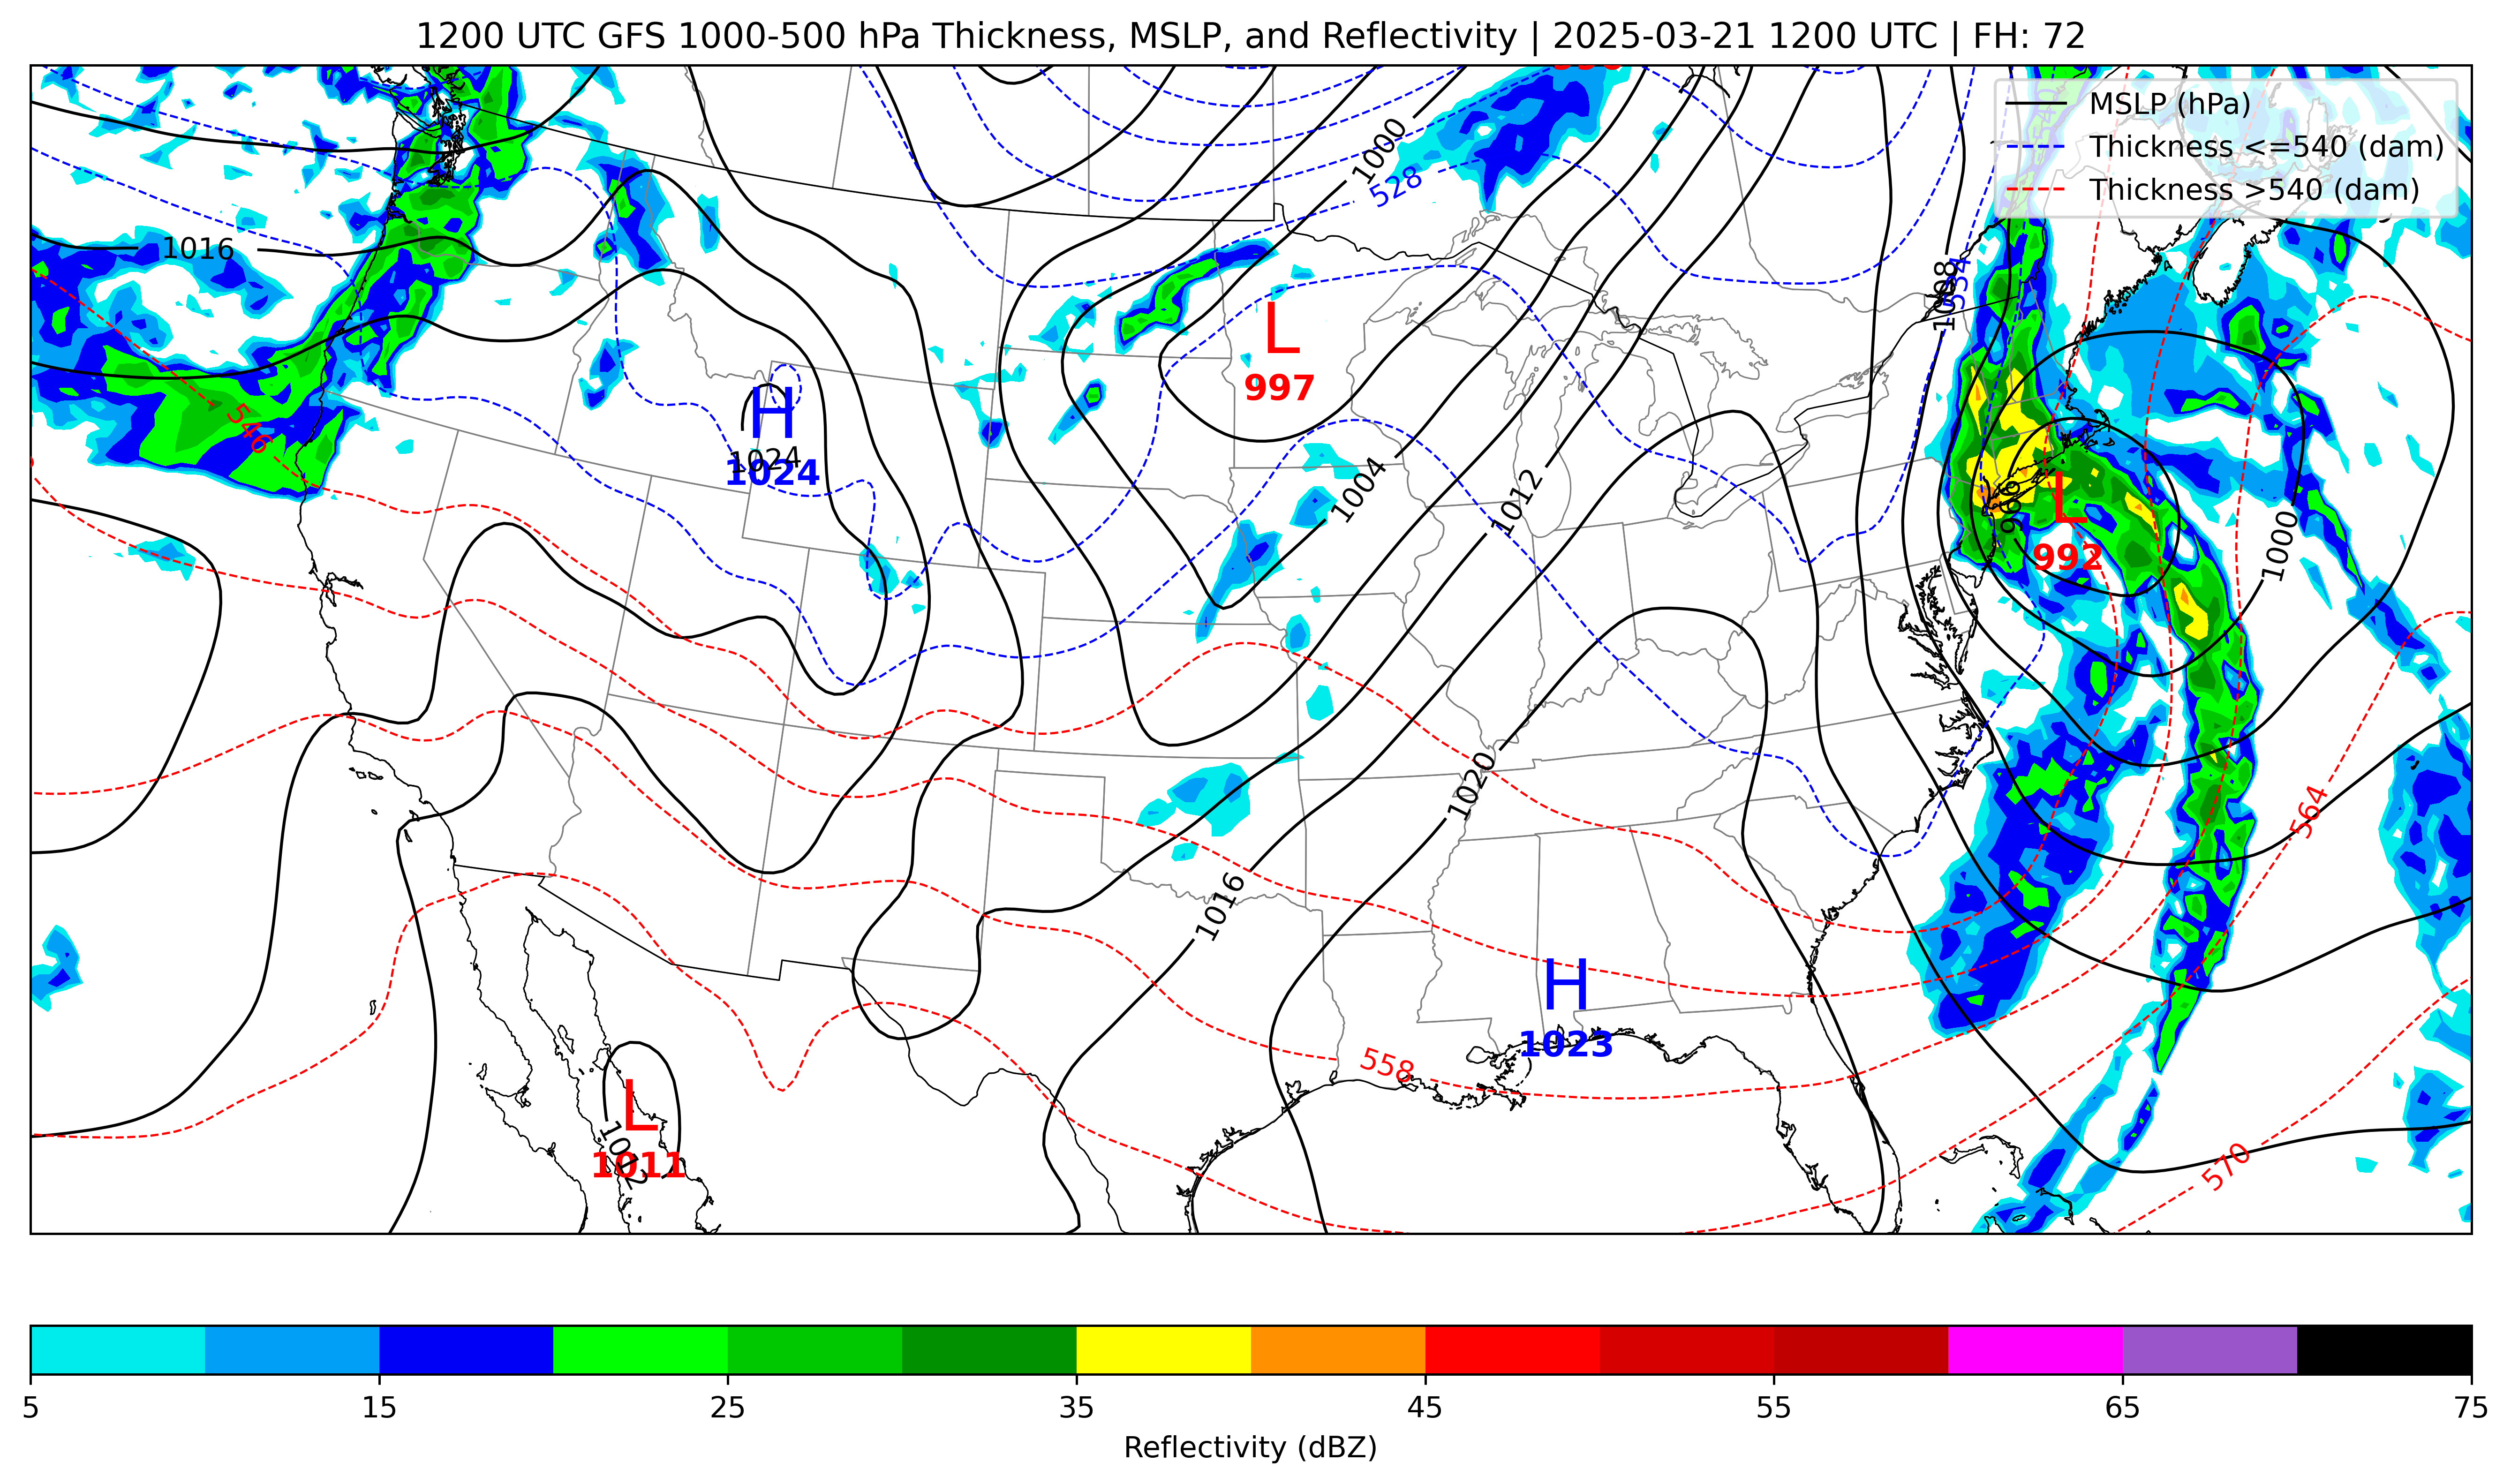 1200 UTC GFS 1000-500 hPa Thickness, MSLP, and Reflectivity | 2025-03-21 1200 UTC | FH: 72
MSLP (hPa)
Thickness <=540 (dam)
Thickness >540 (dam)
540
1000
528
1016
534
1008
L
997
546
H
1024
1024
1004
1012
996
L
992
1000
1020
564
1016
H
1023
558
L
1012
1011
570
5 15 25 35 45 55 65 75
Reflectivity (dBZ)